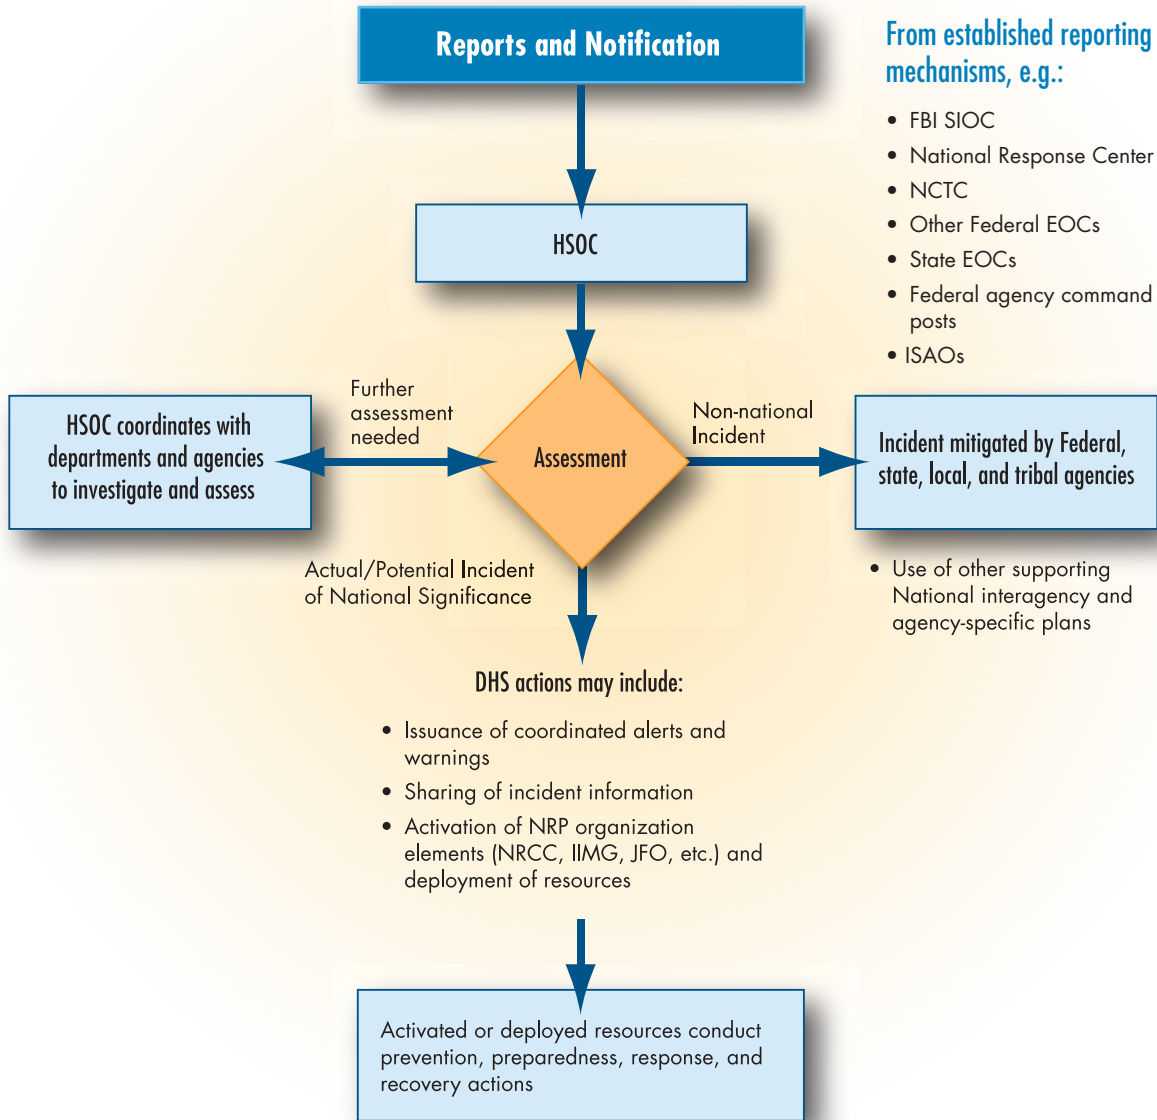 Reports and Notification
From established reporting
mechanisms, e.g.:
• FBI SIOC
• National Response Center
• NCTC
• Other Federal EOCs
• State EOCs
• Federal agency command
posts
• ISAOs
HSOC
Further
assessment
needed
Non-national
Incident
HSOC coordinates with
departments and agencies
to investigate and assess
Assessment
Incident mitigated by Federal,
state, local, and tribal agencies
• Use of other supporting
National interagency and
agency-specific plans
Actual/Potential Incident
of National Significance
DHS actions may include:
• Issuance of coordinated alerts and
warnings
• Sharing of incident information
• Activation of NRP organization
elements (NRCC, IIMG, JFO, etc.) and
deployment of resources
Activated or deployed resources conduct
prevention, preparedness, response, and
recovery actions